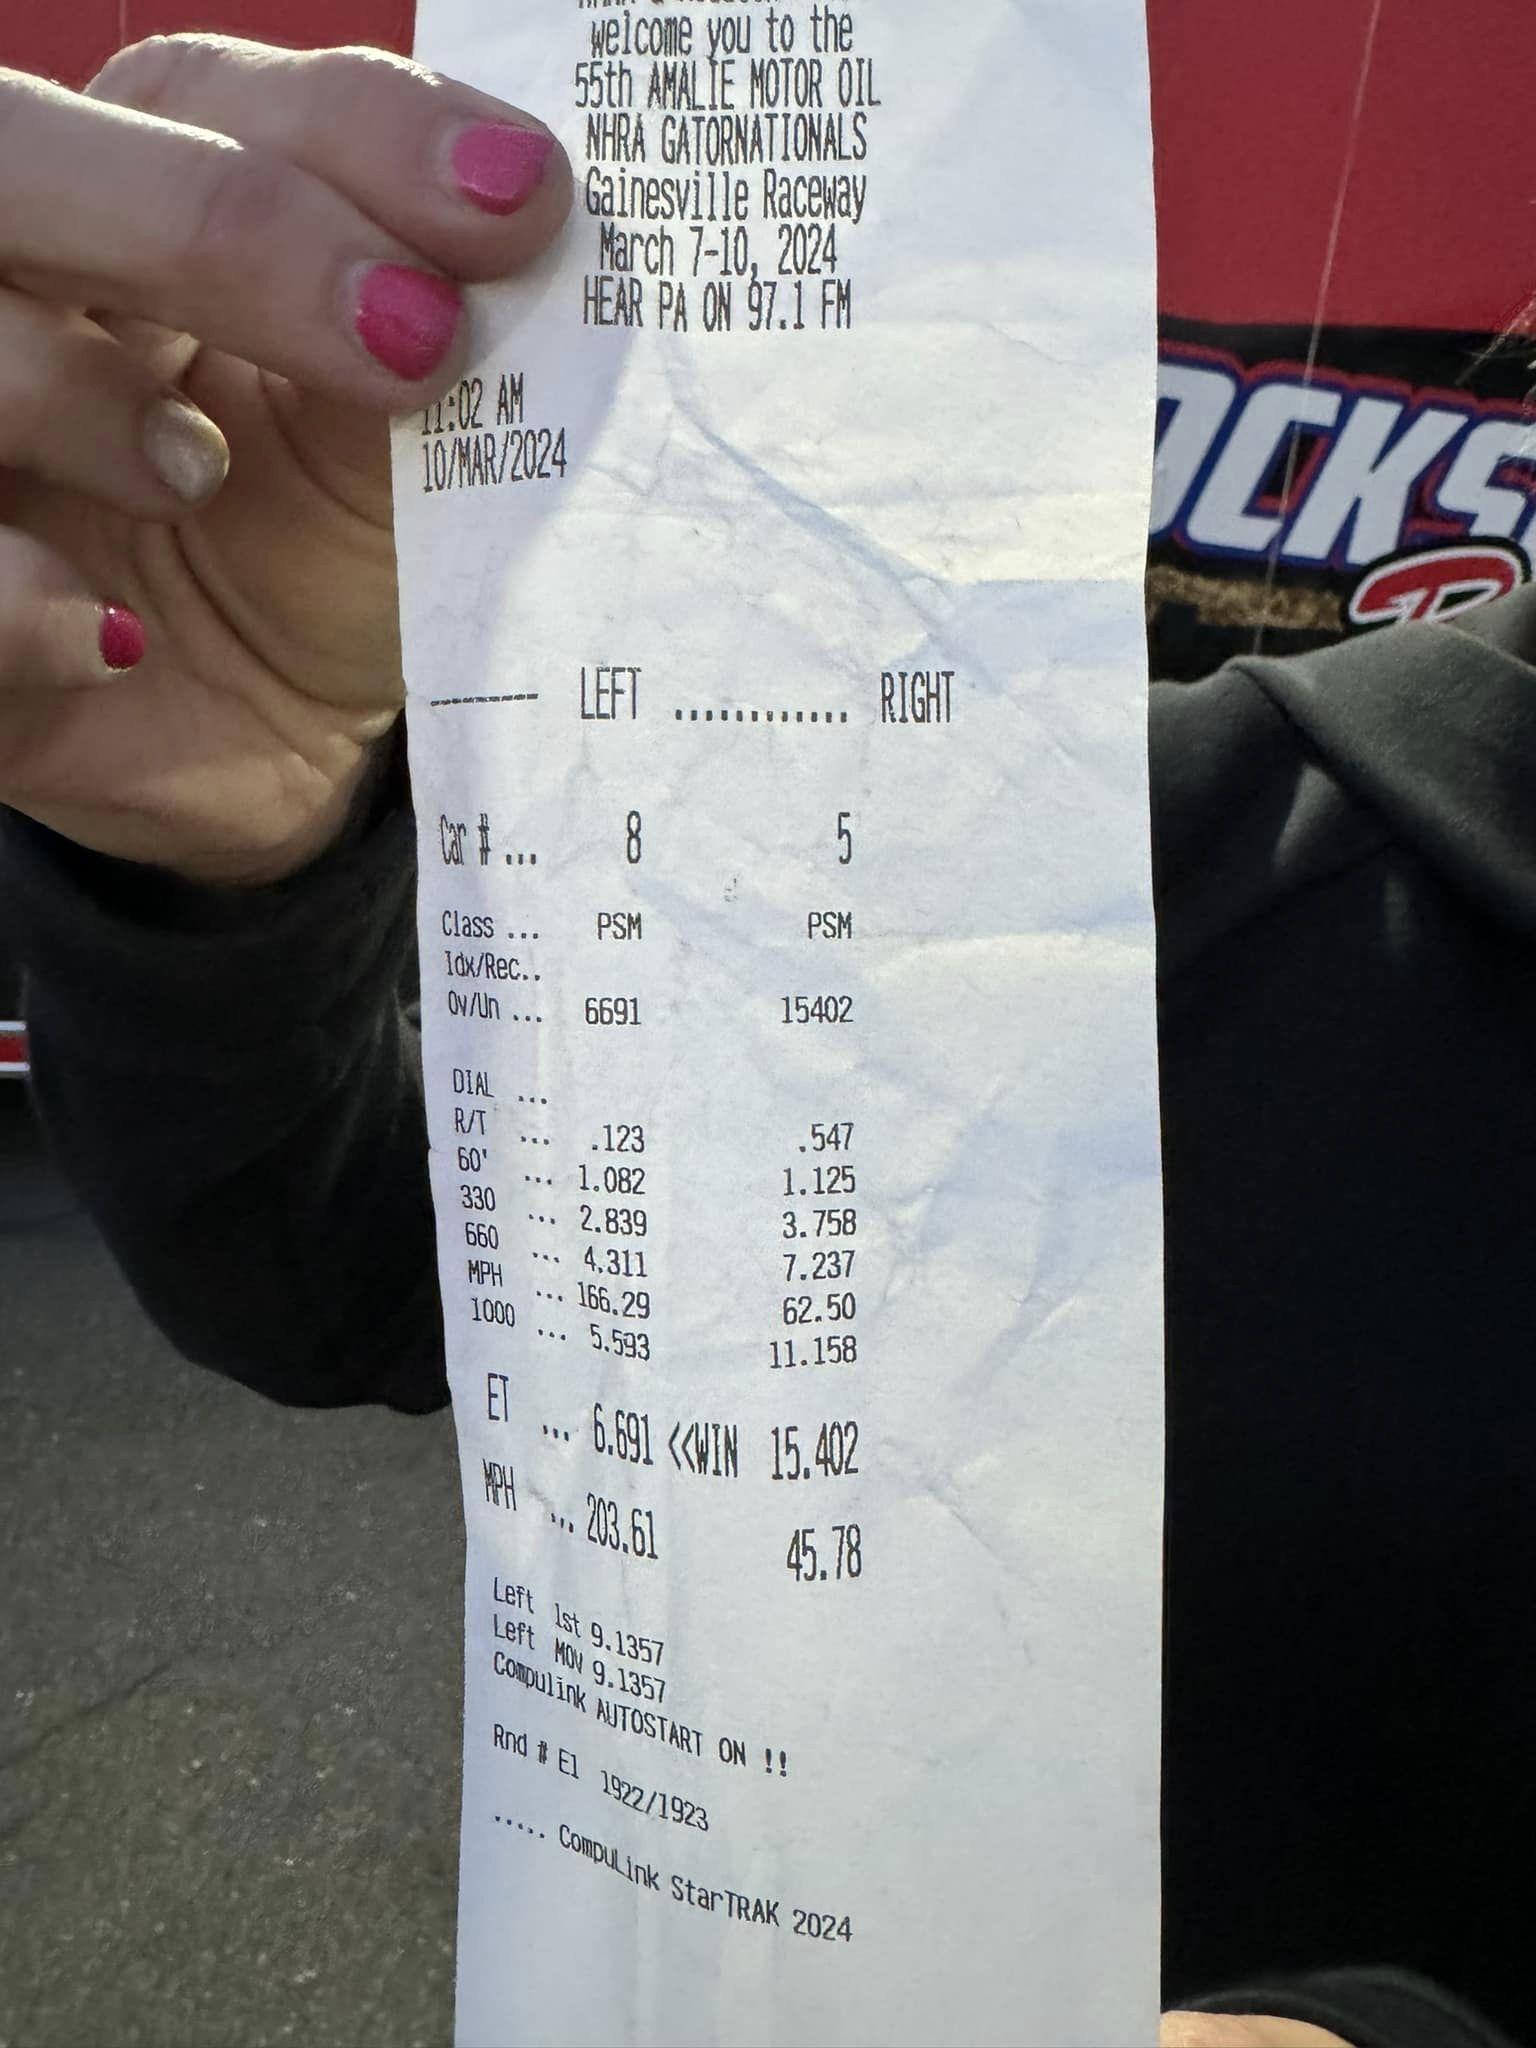 welcome you to the
55th AMALIE MOTOR OIL
NHRA GATORNATIONALS
Gainesville Raceway
March 7-10, 2024
HEAR PA ON 97.1 FM
11:02 AM
10/MAR/2024
OCKS
LEFT ............ RIGHT
Car # ... 8 5
Class ... PSM PSM
Idx/Rec..
Ov/Un ... 6691 15402
DIAL ...
R/T ... .123 .547
60' ... 1.082 1.125
330 ... 2.839 3.758
660 ... 4.311 7.237
MPH ... 166.29 62.50
1000 ... 5.593 11.158
ET ... 6.691 <<WIN 15.402
MPH ... 203.61 45.78
Left 1st 9.1357
Left MOV 9.1357
Compulink AUTOSTART ON !!
Rnd # E1 1922/1923
..... CompuLink StarTRAK 2024